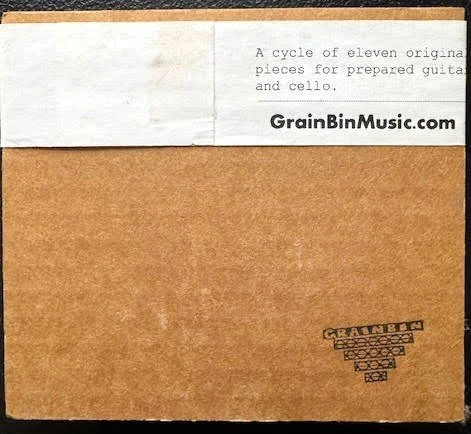 A cycle of eleven origina
pieces for prepared guita
and cello.
GrainBinMusic.com
GRAINBIN